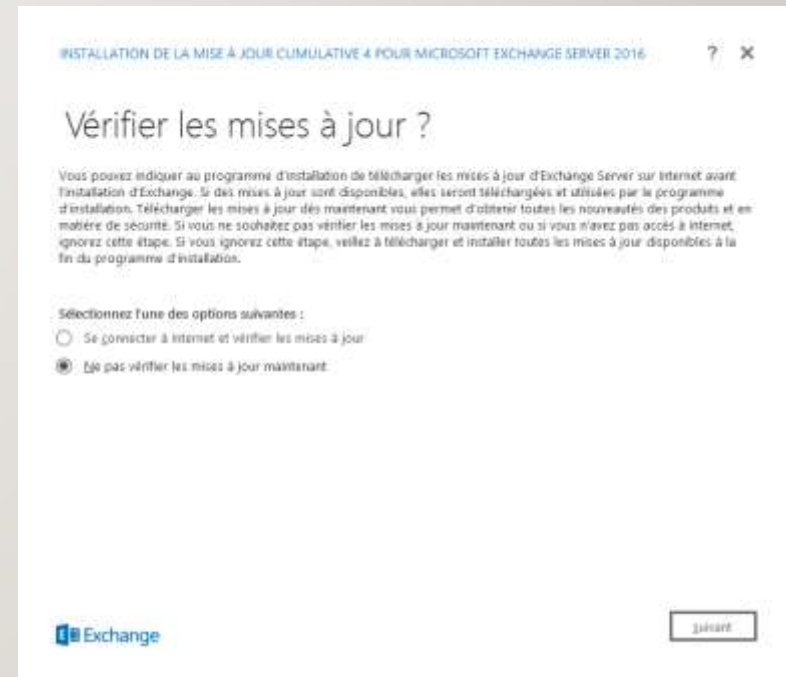 INSTALLATION DE LA MISE À JOUR CUMULATIVE 4 POUR MICROSOFT EXCHANGE SERVER 2016 ? ✕
Vérifier les mises à jour ?
Vous pouvez indiquer au programme d'installation de télécharger les mises à jour d'Exchange Server sur Internet avant
l'installation d'Exchange. Si des mises à jour sont disponibles, elles seront téléchargées et utilisées par le programme
d'installation. Télécharger les mises à jour dès maintenant vous permet d'obtenir toutes les nouveautés des produits et en
matière de sécurité. Si vous ne souhaitez pas vérifier les mises à jour maintenant ou si vous n'avez pas accès à Internet,
ignorez cette étape. Si vous ignorez cette étape, veillez à télécharger et installer toutes les mises à jour disponibles à la
fin du programme d'installation.
Sélectionnez l'une des options suivantes :
Se connecter à Internet et vérifier les mises à jour
Ne pas vérifier les mises à jour maintenant
Exchange
suivant